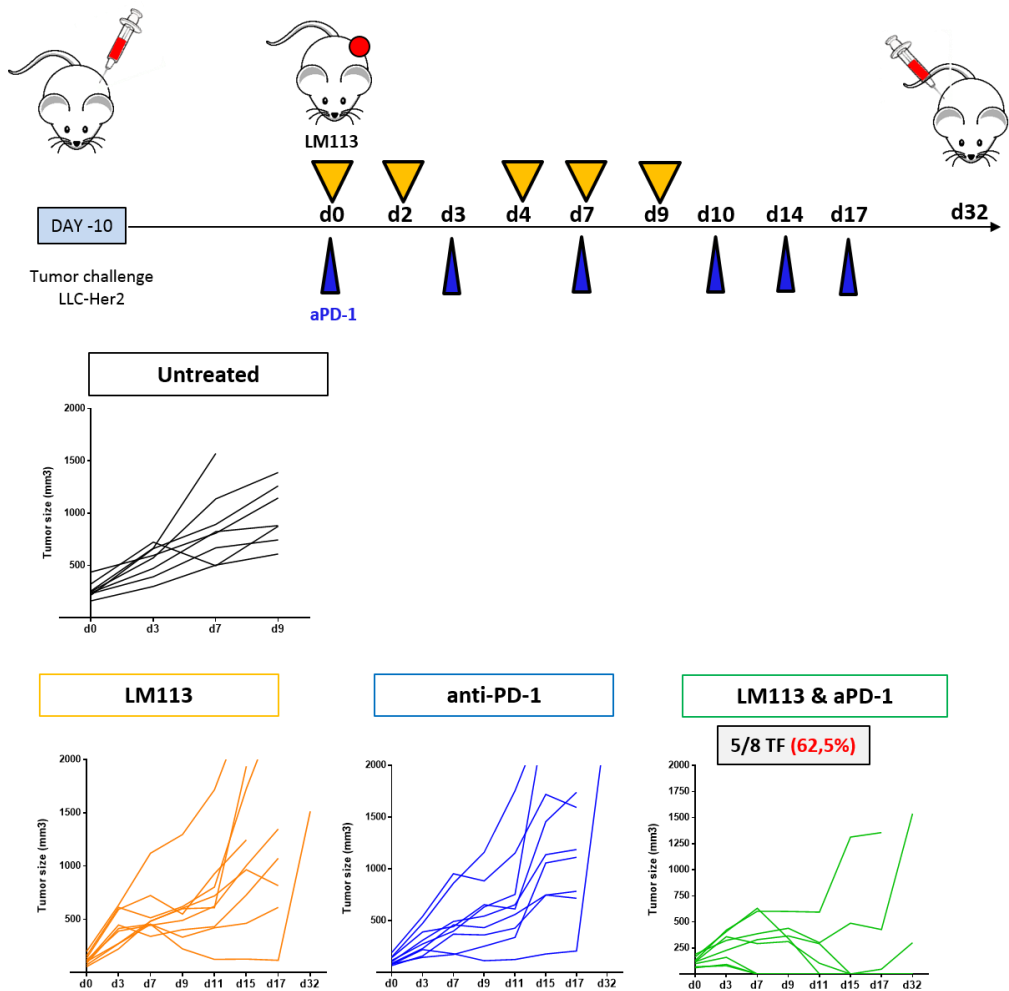 LM113
d0 d2 d3 d4 d7 d9 d10 d14 d17 d32
DAY -10
Tumor challenge
LLC-Her2
aPD-1
Untreated
Tumor size (mm3)
2000
1500
1000
500
d0 d3 d7 d9
LM113
Tumor size (mm3)
2000
1500
1000
500
d0 d3 d7 d9 d11 d15 d17 d32
anti-PD-1
Tumor size (mm3)
2000
1500
1000
500
d0 d3 d7 d9 d11 d15 d17 d32
LM113 & aPD-1
5/8 TF (62,5%)
Tumor size (mm3)
2000
1750
1500
1250
1000
750
500
250
d0 d3 d7 d9 d11 d15 d17 d32